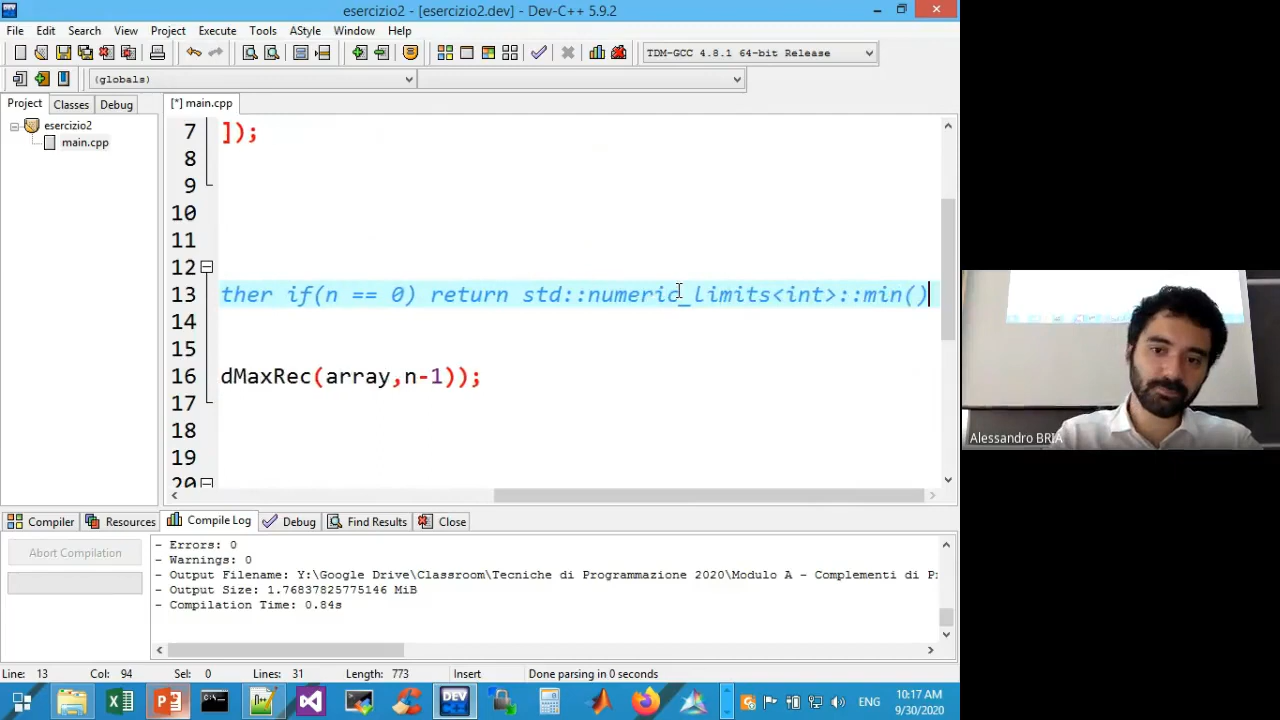 esercizio2 - [esercizio2.dev] - Dev-C++ 5.9.2
File Edit Search View Project Execute Tools AStyle Window Help
TDM-GCC 4.8.1 64-bit Release
(globals)
Project Classes Debug
[*] main.cpp
esercizio2
main.cpp
7 ]);
8
9
10
11
12
13 ther if(n == 0) return std::numeric_limits<int>::min()
14
15
16 dMaxRec(array,n-1));
17
18
19
20
Alessandro BRIA
Compiler Resources Compile Log Debug Find Results Close
Abort Compilation
- Errors: 0
- Warnings: 0
- Output Filename: Y:\Google Drive\Classroom\Tecniche di Programmazione 2020\Modulo A - Complementi di P
- Output Size: 1.76837825775146 MiB
- Compilation Time: 0.84s
Line: 13 Col: 94 Sel: 0 Lines: 31 Length: 773 Insert Done parsing in 0 seconds
DEV
ENG
10:17 AM
9/30/2020